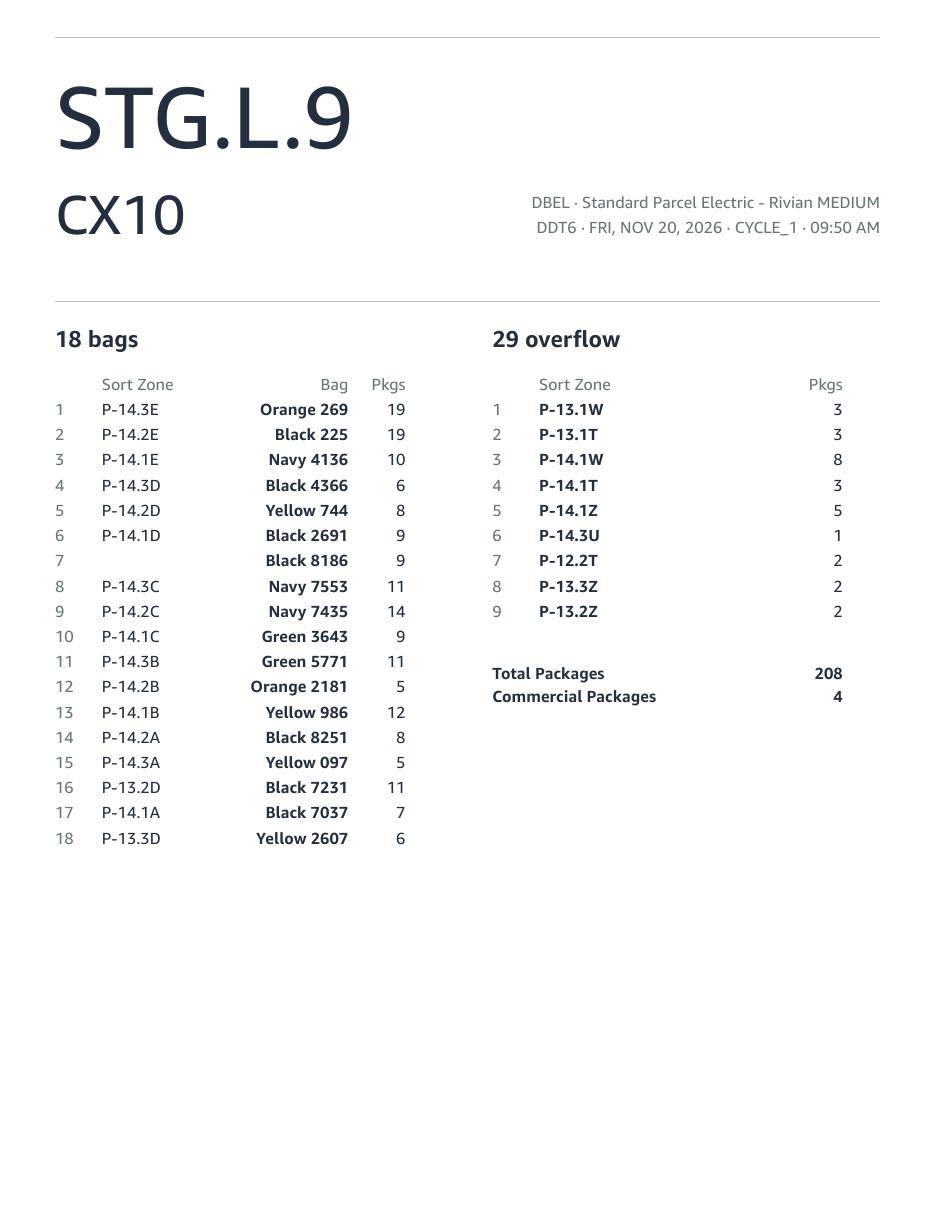 STG.L.9
CX10
DBEL · Standard Parcel Electric - Rivian MEDIUM
DDT6 · FRI, NOV 20, 2026 · CYCLE_1 · 09:50 AM
18 bags
Sort Zone Bag Pkgs
1 P-14.3E Orange 269 19
2 P-14.2E Black 225 19
3 P-14.1E Navy 4136 10
4 P-14.3D Black 4366 6
5 P-14.2D Yellow 744 8
6 P-14.1D Black 2691 9
7 Black 8186 9
8 P-14.3C Navy 7553 11
9 P-14.2C Navy 7435 14
10 P-14.1C Green 3643 9
11 P-14.3B Green 5771 11
12 P-14.2B Orange 2181 5
13 P-14.1B Yellow 986 12
14 P-14.2A Black 8251 8
15 P-14.3A Yellow 097 5
16 P-13.2D Black 7231 11
17 P-14.1A Black 7037 7
18 P-13.3D Yellow 2607 6
29 overflow
Sort Zone Pkgs
1 P-13.1W 3
2 P-13.1T 3
3 P-14.1W 8
4 P-14.1T 3
5 P-14.1Z 5
6 P-14.3U 1
7 P-12.2T 2
8 P-13.3Z 2
9 P-13.2Z 2
Total Packages 208
Commercial Packages 4